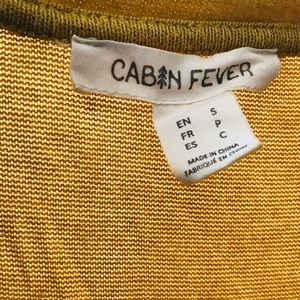 CABIN FEVER
EN S
FR P
ES C
MADE IN CHINA
FABRIQUÉ EN CHINE